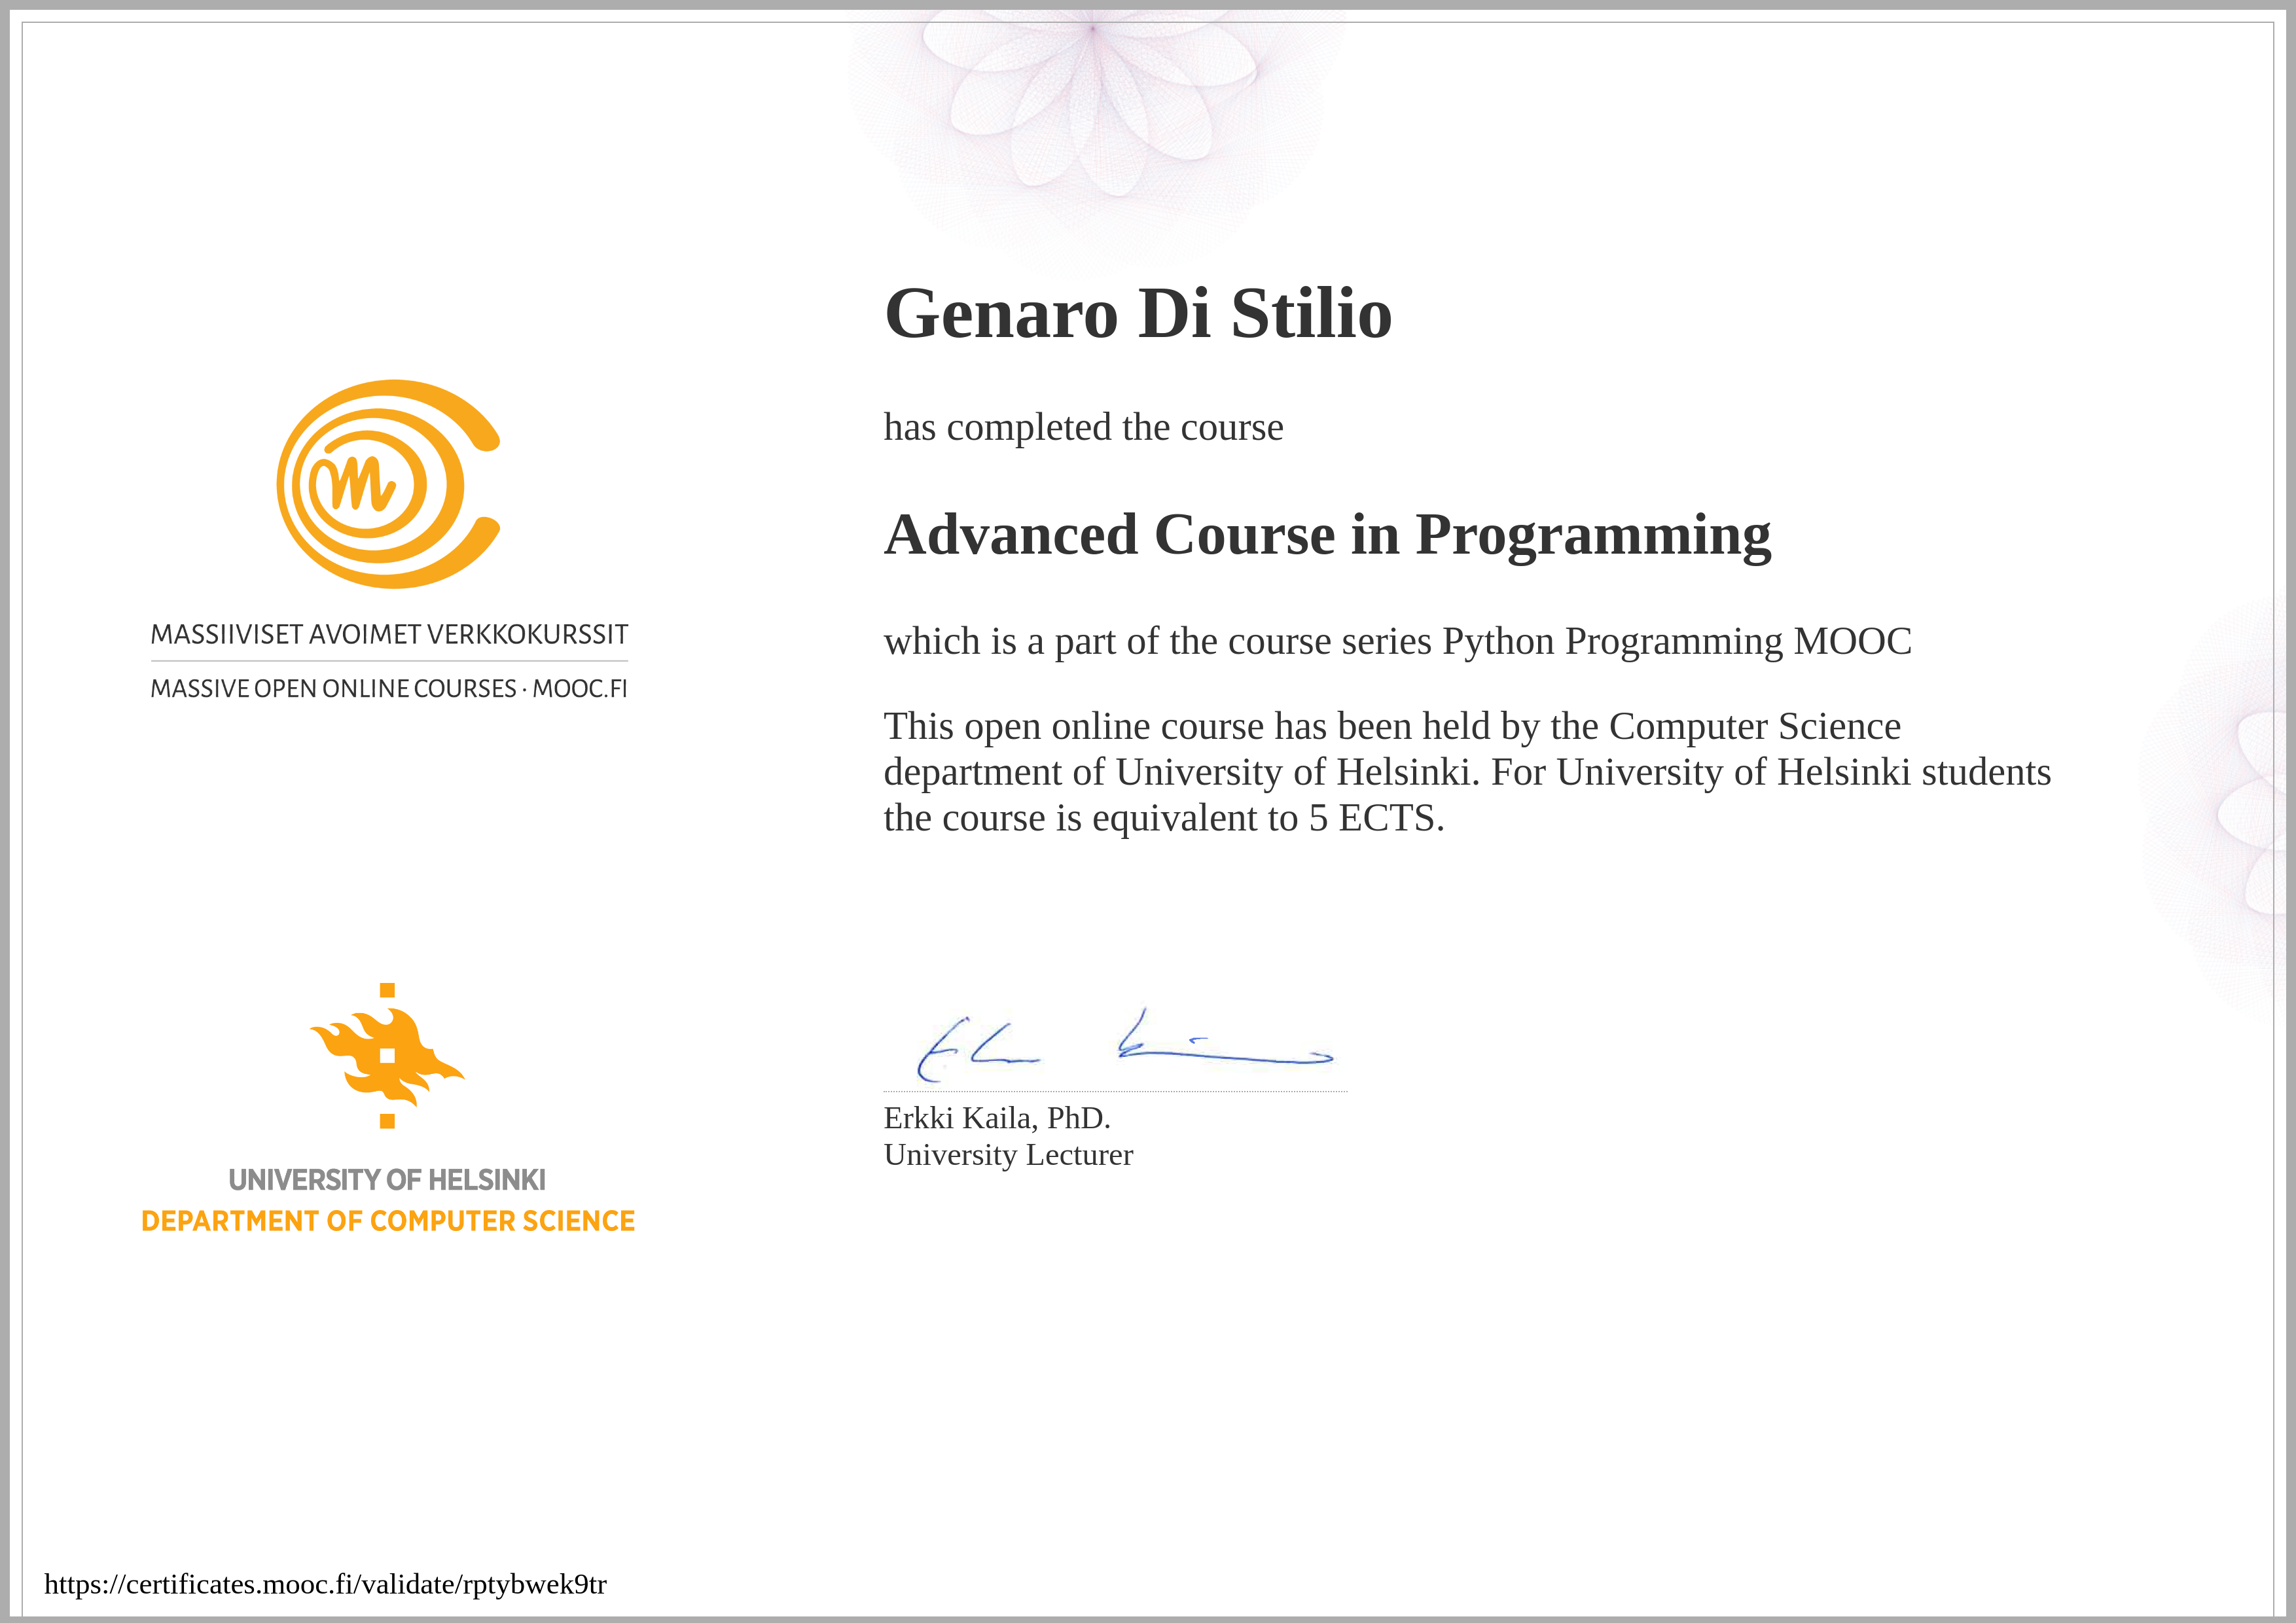 Genaro Di Stilio
has completed the course
Advanced Course in Programming
which is a part of the course series Python Programming MOOC
This open online course has been held by the Computer Science
department of University of Helsinki. For University of Helsinki students
the course is equivalent to 5 ECTS.
m
MASSIIVISET AVOIMET VERKKOKURSSIT
MASSIVE OPEN ONLINE COURSES · MOOC.FI
UNIVERSITY OF HELSINKI
DEPARTMENT OF COMPUTER SCIENCE
Erkki Kaila, PhD.
University Lecturer
https://certificates.mooc.fi/validate/rptybwek9tr